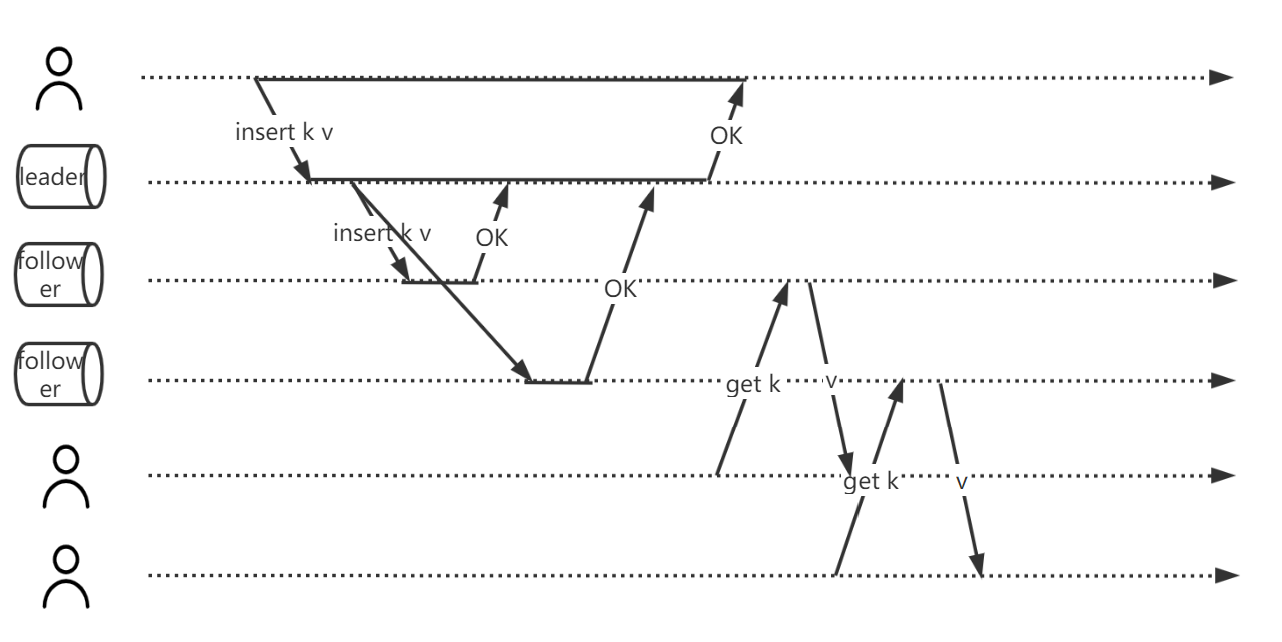 insert k v
OK
leader
insert k v
OK
follow
er
OK
follow
er
get k
v
get k
v